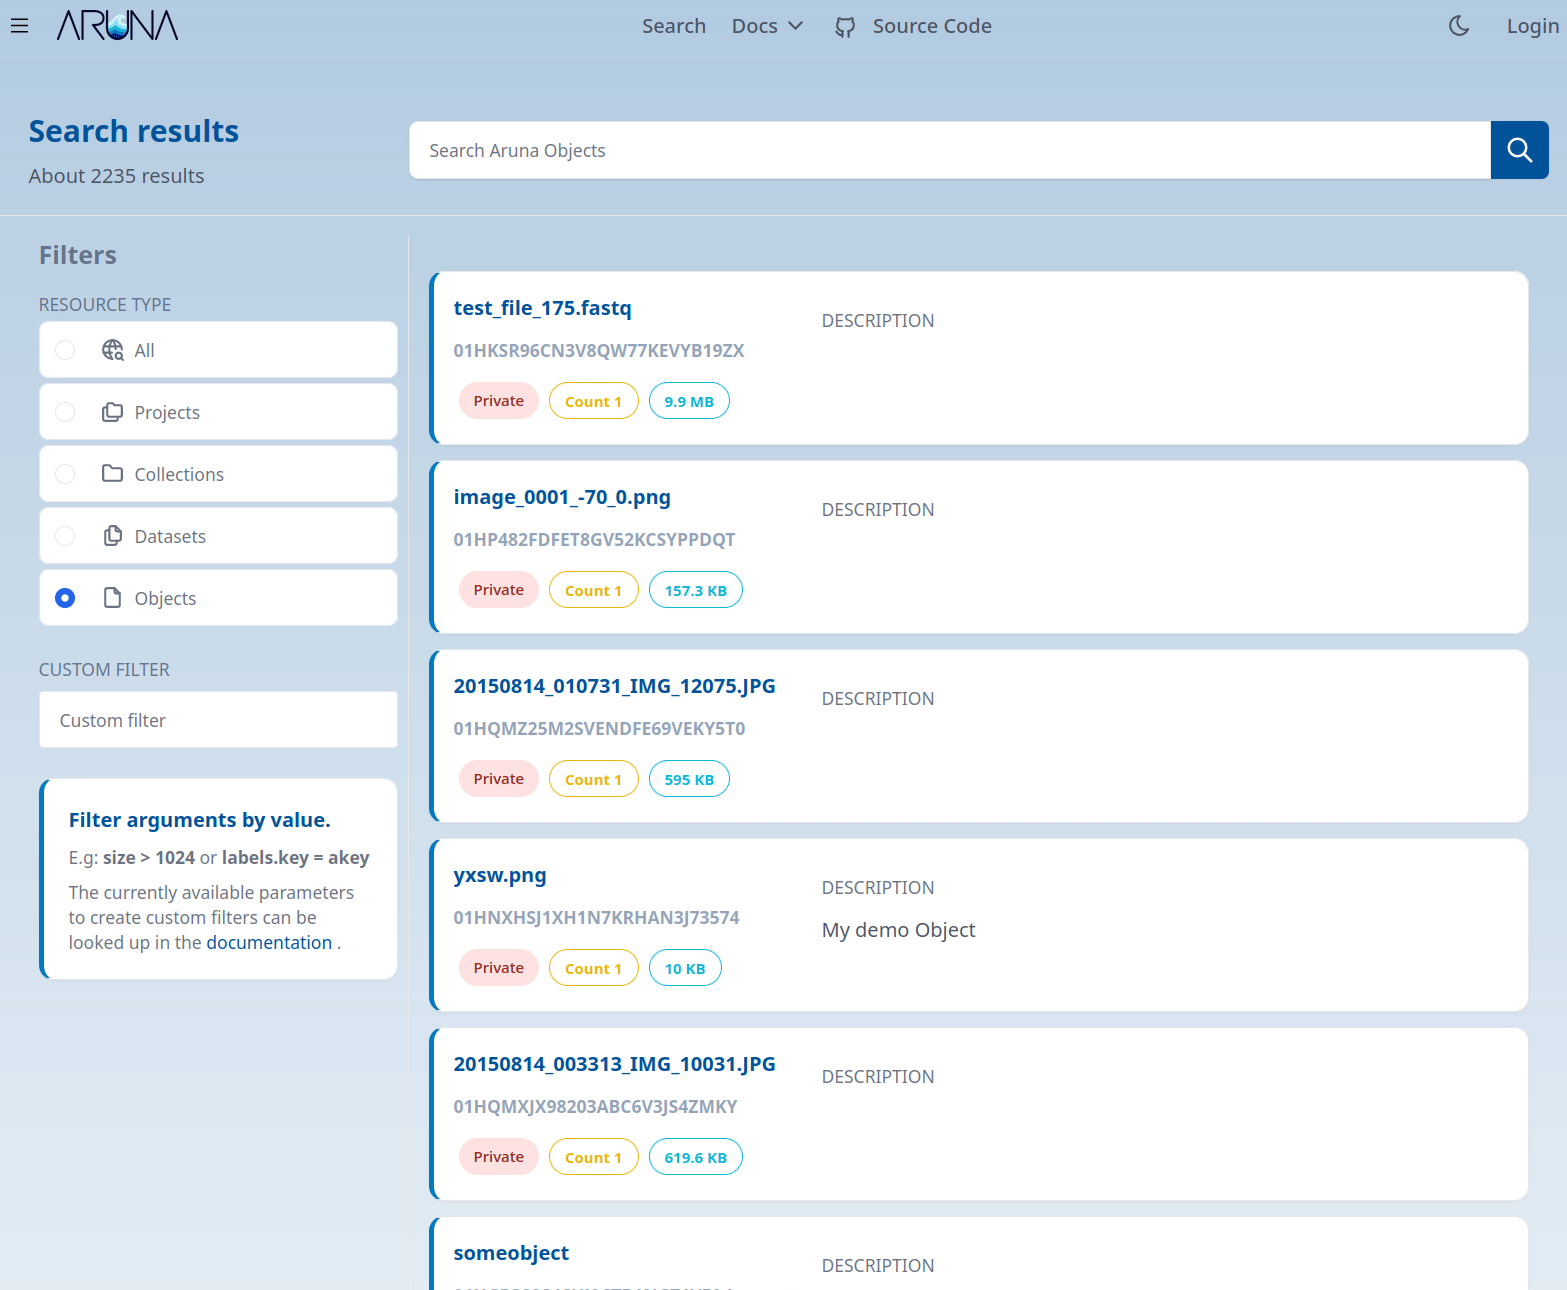 ARUNA
Search
Docs
Source Code
Login
Search results
About 2235 results
Search Aruna Objects
Filters
RESOURCE TYPE
All
Projects
Collections
Datasets
Objects
CUSTOM FILTER
Custom filter
Filter arguments by value.
E.g: size > 1024 or labels.key = akey
The currently available parameters
to create custom filters can be
looked up in the documentation .
test_file_175.fastq
01HKSR96CN3V8QW77KEVYB19ZX
Private Count 1 9.9 MB
DESCRIPTION
image_0001_-70_0.png
01HP482FDFET8GV52KCSYPPDQT
Private Count 1 157.3 KB
DESCRIPTION
20150814_010731_IMG_12075.JPG
01HQMZ25M2SVENDFE69VEKY5T0
Private Count 1 595 KB
DESCRIPTION
yxsw.png
01HNXHSJ1XH1N7KRHAN3J73574
Private Count 1 10 KB
DESCRIPTION
My demo Object
20150814_003313_IMG_10031.JPG
01HQMXJX98203ABC6V3JS4ZMKY
Private Count 1 619.6 KB
DESCRIPTION
someobject
DESCRIPTION